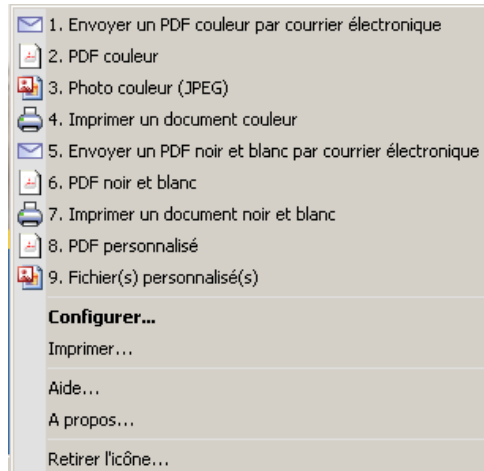 1. Envoyer un PDF couleur par courrier électronique
2. PDF couleur
3. Photo couleur (JPEG)
4. Imprimer un document couleur
5. Envoyer un PDF noir et blanc par courrier électronique
6. PDF noir et blanc
7. Imprimer un document noir et blanc
8. PDF personnalisé
9. Fichier(s) personnalisé(s)
Configurer...
Imprimer...
Aide...
A propos...
Retirer l'icône...